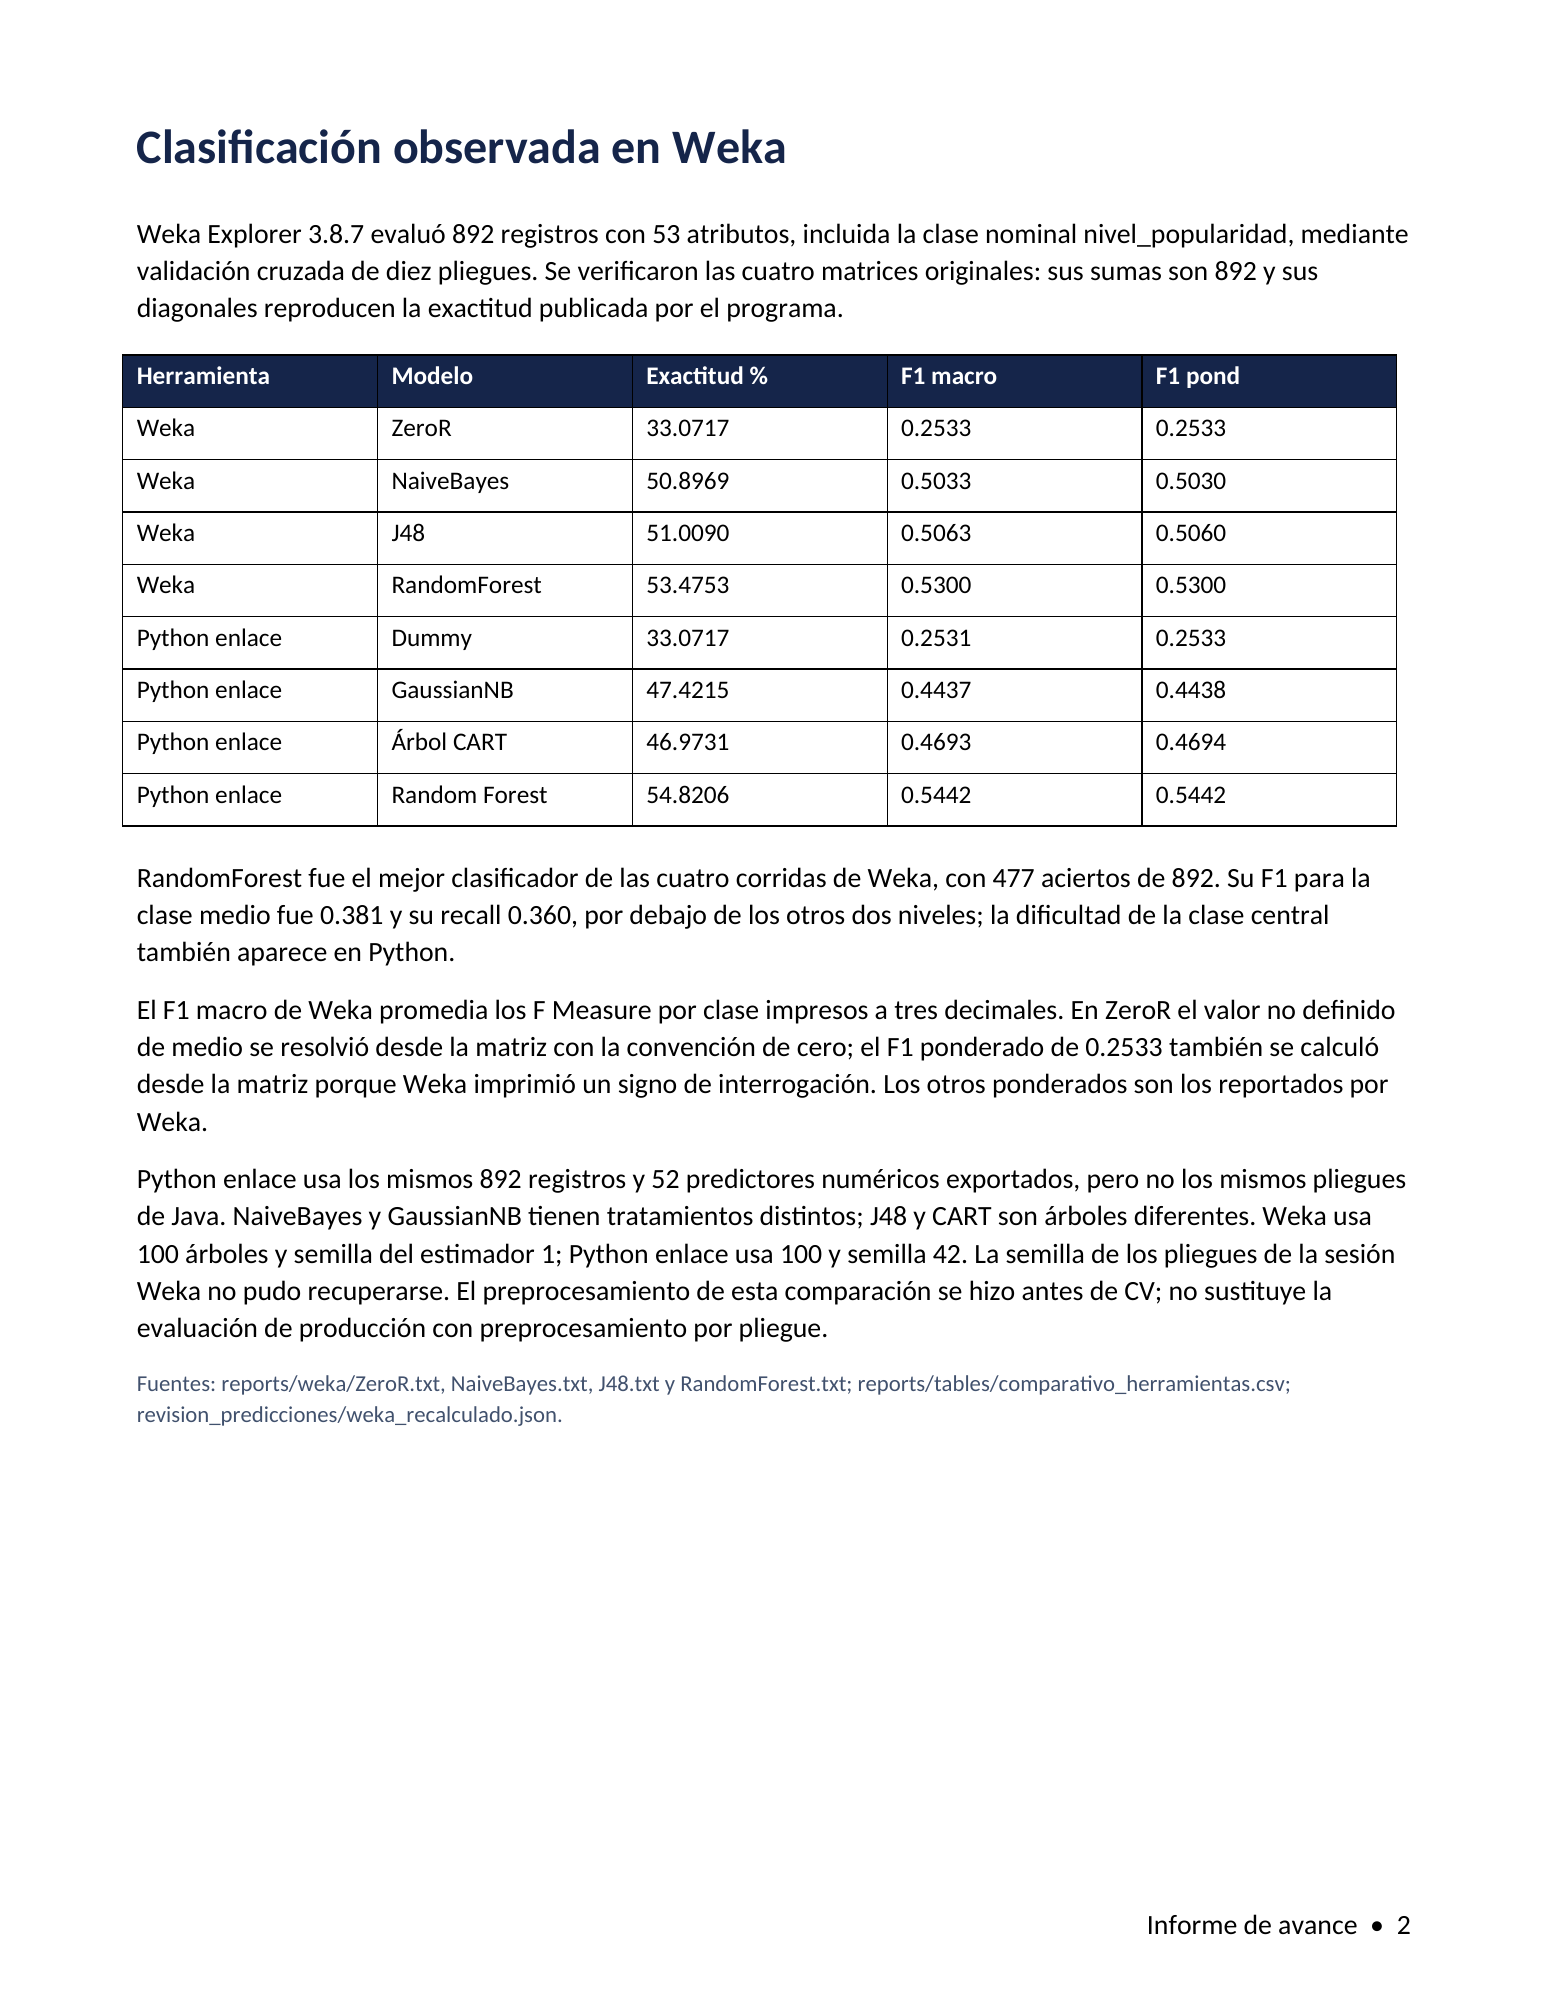 Clasificación observada en Weka
Weka Explorer 3.8.7 evaluó 892 registros con 53 atributos, incluida la clase nominal nivel_popularidad, mediante
validación cruzada de diez pliegues. Se verificaron las cuatro matrices originales: sus sumas son 892 y sus
diagonales reproducen la exactitud publicada por el programa.
Herramienta Modelo Exactitud % F1 macro F1 pond
Weka ZeroR 33.0717 0.2533 0.2533
Weka NaiveBayes 50.8969 0.5033 0.5030
Weka J48 51.0090 0.5063 0.5060
Weka RandomForest 53.4753 0.5300 0.5300
Python enlace Dummy 33.0717 0.2531 0.2533
Python enlace GaussianNB 47.4215 0.4437 0.4438
Python enlace Árbol CART 46.9731 0.4693 0.4694
Python enlace Random Forest 54.8206 0.5442 0.5442
RandomForest fue el mejor clasificador de las cuatro corridas de Weka, con 477 aciertos de 892. Su F1 para la
clase medio fue 0.381 y su recall 0.360, por debajo de los otros dos niveles; la dificultad de la clase central
también aparece en Python.
El F1 macro de Weka promedia los F Measure por clase impresos a tres decimales. En ZeroR el valor no definido
de medio se resolvió desde la matriz con la convención de cero; el F1 ponderado de 0.2533 también se calculó
desde la matriz porque Weka imprimió un signo de interrogación. Los otros ponderados son los reportados por
Weka.
Python enlace usa los mismos 892 registros y 52 predictores numéricos exportados, pero no los mismos pliegues
de Java. NaiveBayes y GaussianNB tienen tratamientos distintos; J48 y CART son árboles diferentes. Weka usa
100 árboles y semilla del estimador 1; Python enlace usa 100 y semilla 42. La semilla de los pliegues de la sesión
Weka no pudo recuperarse. El preprocesamiento de esta comparación se hizo antes de CV; no sustituye la
evaluación de producción con preprocesamiento por pliegue.
Fuentes: reports/weka/ZeroR.txt, NaiveBayes.txt, J48.txt y RandomForest.txt; reports/tables/comparativo_herramientas.csv;
revision_predicciones/weka_recalculado.json.
Informe de avance • 2